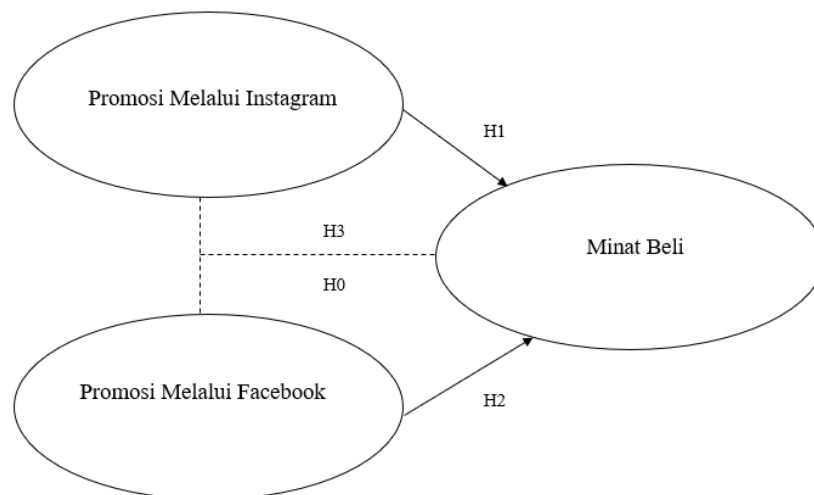 Promosi Melalui Instagram
H1
H3
Minat Beli
H0
Promosi Melalui Facebook
H2